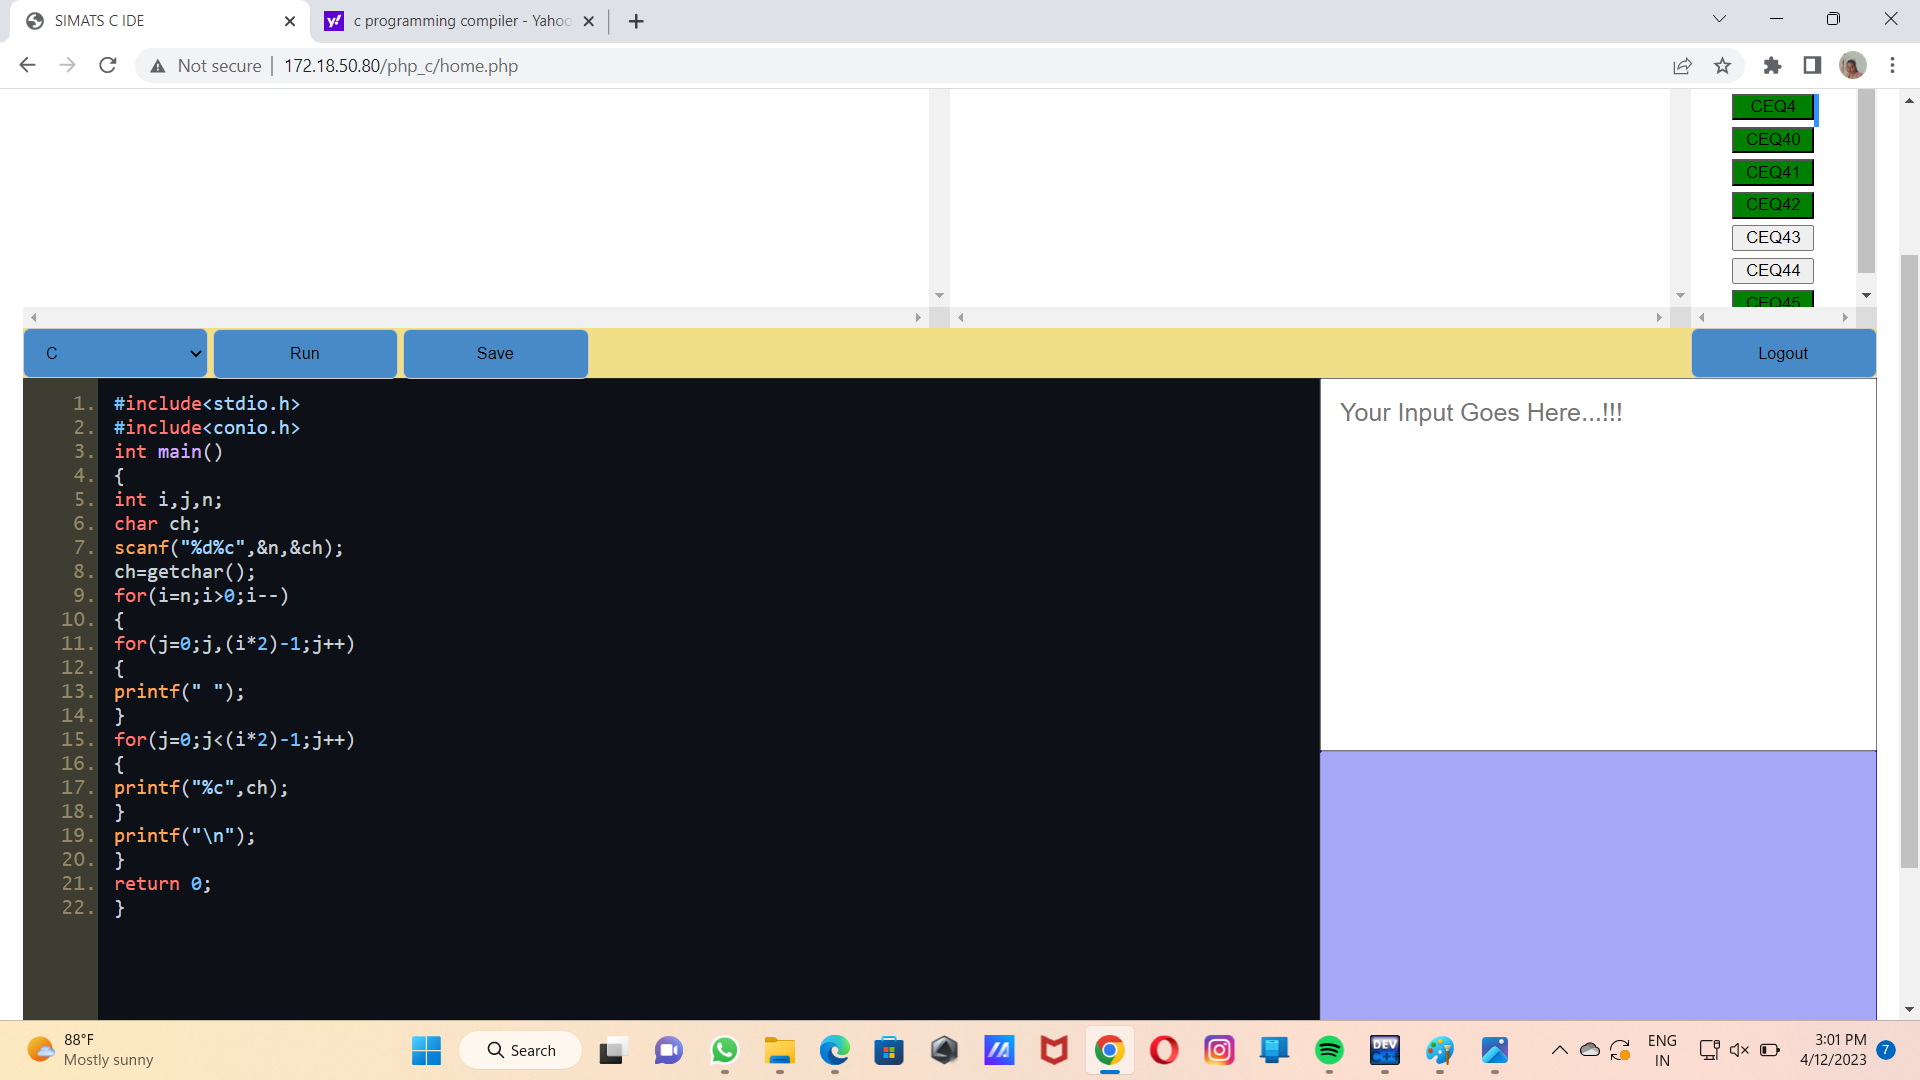 SIMATS C IDE
c programming compiler - Yahoo
Not secure
172.18.50.80/php_c/home.php
CEQ4
CEQ40
CEQ41
CEQ42
CEQ43
CEQ44
CEQ45
C
Run
Save
Logout
1. #include<stdio.h>
2. #include<conio.h>
3. int main()
4. {
5. int i,j,n;
6. char ch;
7. scanf("%d%c",&n,&ch);
8. ch=getchar();
9. for(i=n;i>0;i--)
10. {
11. for(j=0;j,(i*2)-1;j++)
12. {
13. printf(" ");
14. }
15. for(j=0;j<(i*2)-1;j++)
16. {
17. printf("%c",ch);
18. }
19. printf("\n");
20. }
21. return 0;
22. }
Your Input Goes Here...!!!
88°F
Mostly sunny
Search
DEV
C++
ENG
IN
3:01 PM
4/12/2023
7